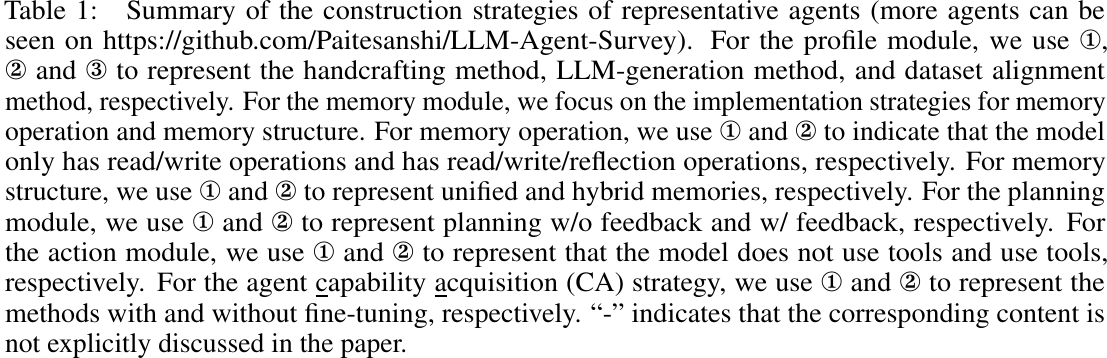 Table 1: Summary of the construction strategies of representative agents (more agents can be
seen on https://github.com/Paitesanshi/LLM-Agent-Survey). For the profile module, we use ①,
② and ③ to represent the handcrafting method, LLM-generation method, and dataset alignment
method, respectively. For the memory module, we focus on the implementation strategies for memory
operation and memory structure. For memory operation, we use ① and ② to indicate that the model
only has read/write operations and has read/write/reflection operations, respectively. For memory
structure, we use ① and ② to represent unified and hybrid memories, respectively. For the planning
module, we use ① and ② to represent planning w/o feedback and w/ feedback, respectively. For
the action module, we use ① and ② to represent that the model does not use tools and use tools,
respectively. For the agent capability acquisition (CA) strategy, we use ① and ② to represent the
methods with and without fine-tuning, respectively. “-” indicates that the corresponding content is
not explicitly discussed in the paper.